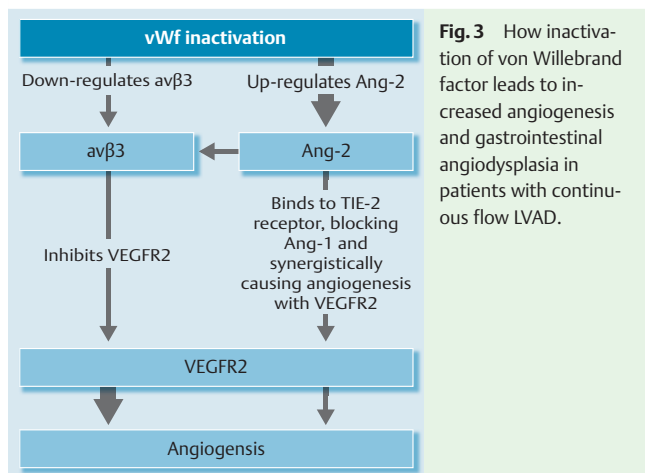 vWf inactivation
Down-regulates avβ3
Up-regulates Ang-2
avβ3
Ang-2
Inhibits VEGFR2
Binds to TIE-2
receptor, blocking
Ang-1 and
synergistically
causing angiogenesis
with VEGFR2
VEGFR2
Angiogensis
Fig. 3 How inactiva-
tion of von Willebrand
factor leads to in-
creased angiogenesis
and gastrointestinal
angiodysplasia in
patients with continu-
ous flow LVAD.